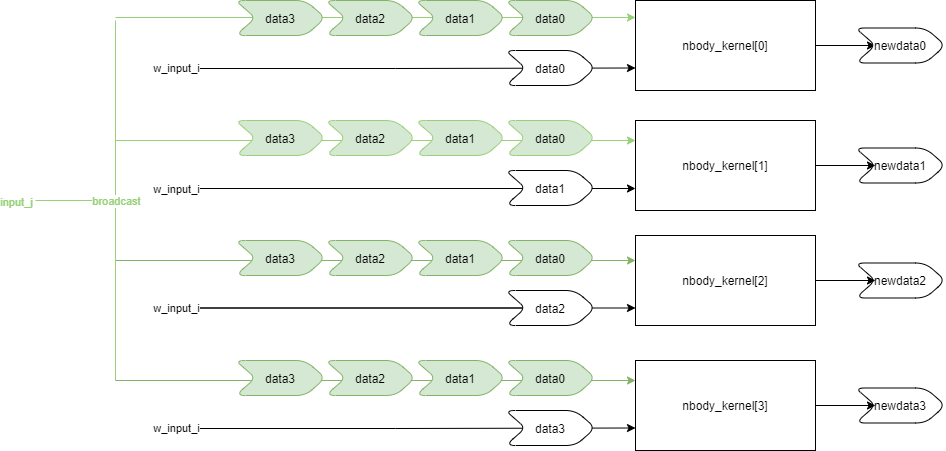 data3 data2 data1 data0
nbody_kernel[0]
newdata0
w_input_i
data0
data3 data2 data1 data0
nbody_kernel[1]
newdata1
w_input_i
data1
input_j
broadcast
data3 data2 data1 data0
nbody_kernel[2]
newdata2
w_input_i
data2
data3 data2 data1 data0
nbody_kernel[3]
newdata3
w_input_i
data3